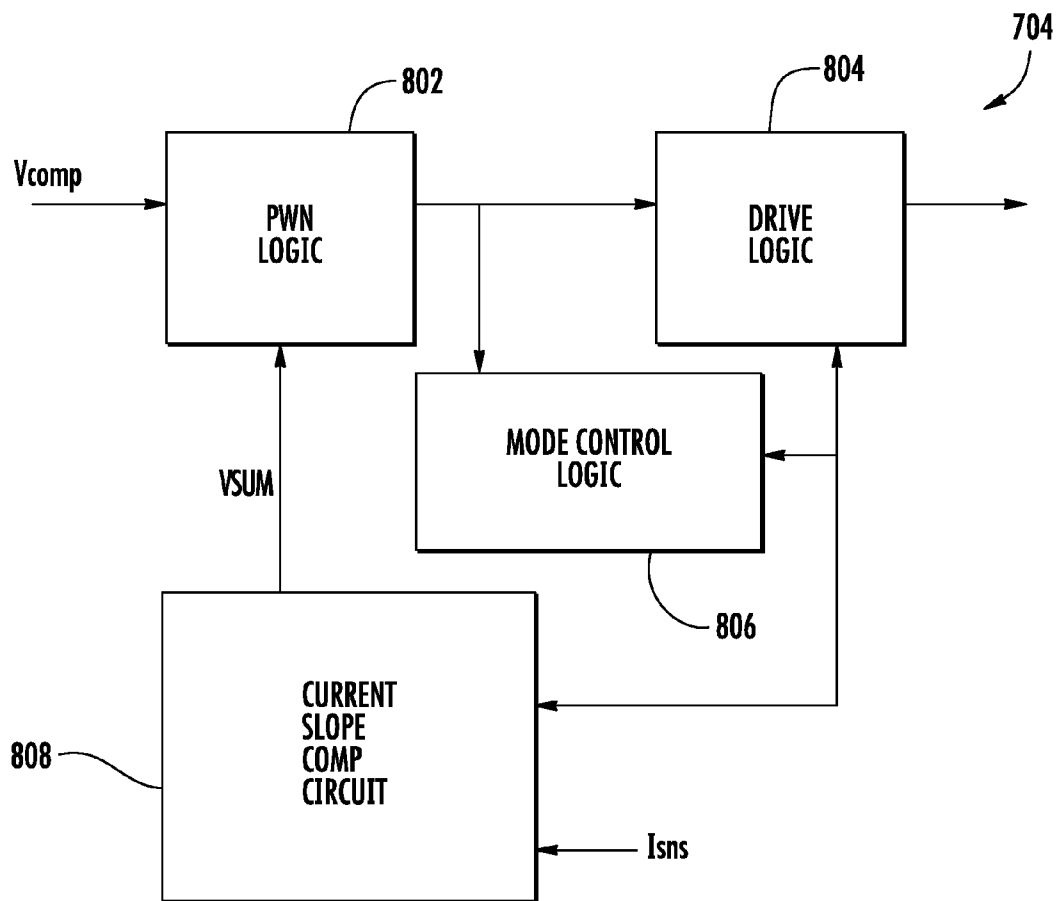 704
802
804
Vcomp
PWN
LOGIC
DRIVE
LOGIC
MODE CONTROL
LOGIC
VSUM
806
CURRENT
SLOPE
COMP
CIRCUIT
808
Isns